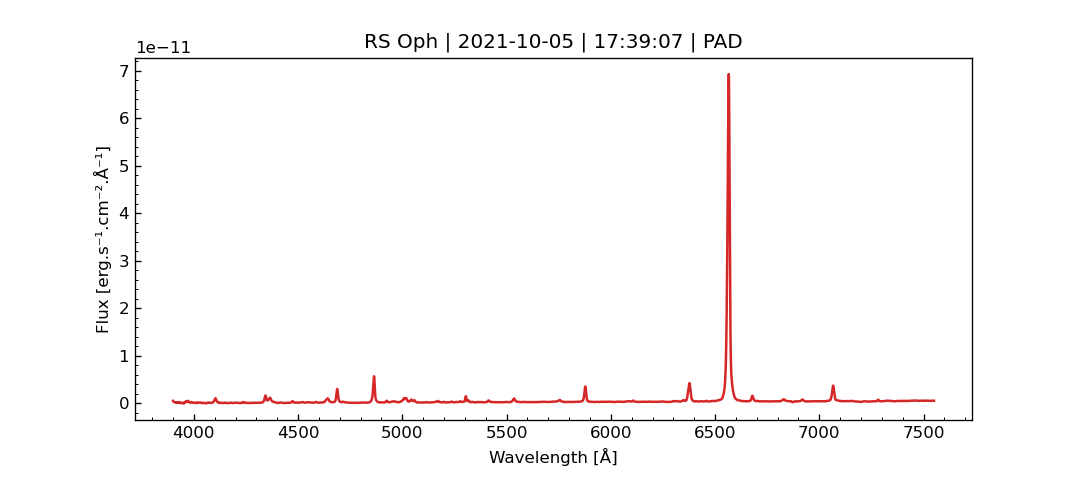 RS Oph | 2021-10-05 | 17:39:07 | PAD
1e−11
7
6
5
4
3
2
1
0
Flux [erg.s⁻¹.cm⁻².Å⁻¹]
4000 4500 5000 5500 6000 6500 7000 7500
Wavelength [Å]